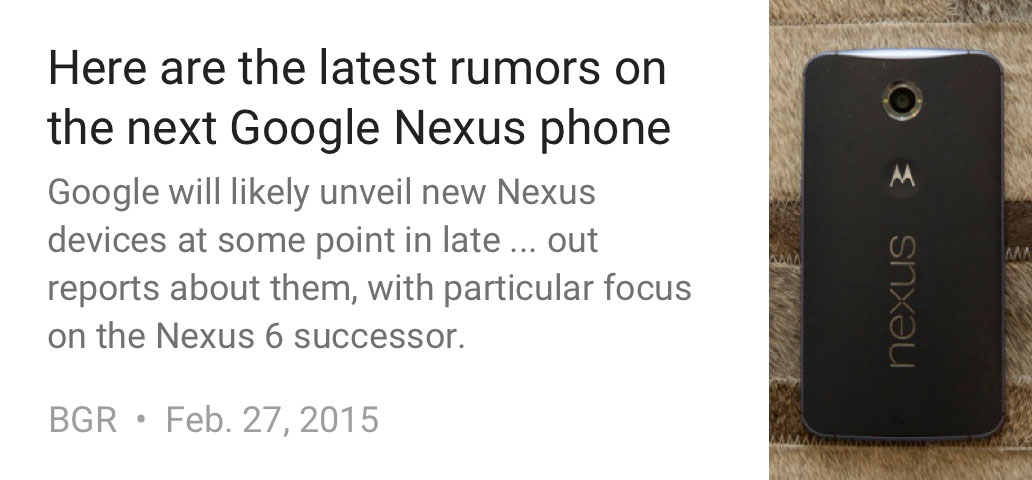 Here are the latest rumors on
the next Google Nexus phone
Google will likely unveil new Nexus
devices at some point in late ... out
reports about them, with particular focus
on the Nexus 6 successor.
BGR • Feb. 27, 2015
nexus